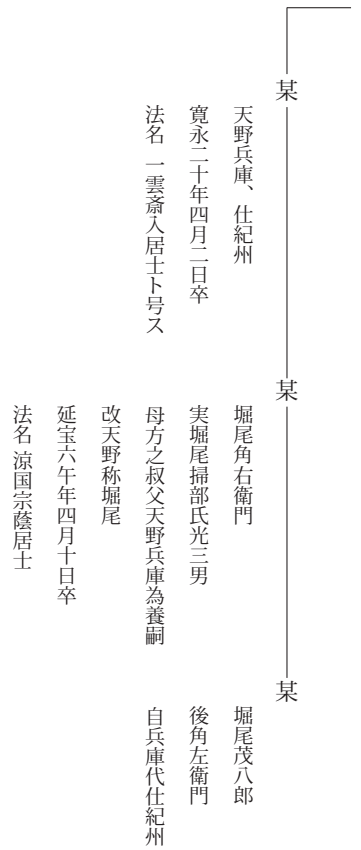 某
天野兵庫、仕紀州
寛永二十年四月二日卒
法名 一雲斎入居士ト号ス
某
堀尾角右衛門
実堀尾掃部氏光三男
母方之叔父天野兵庫為養嗣
改天野称堀尾
延宝六午年四月十日卒
法名 涼国宗蔭居士
某
堀尾茂八郎
後角左衛門
自兵庫代仕紀州